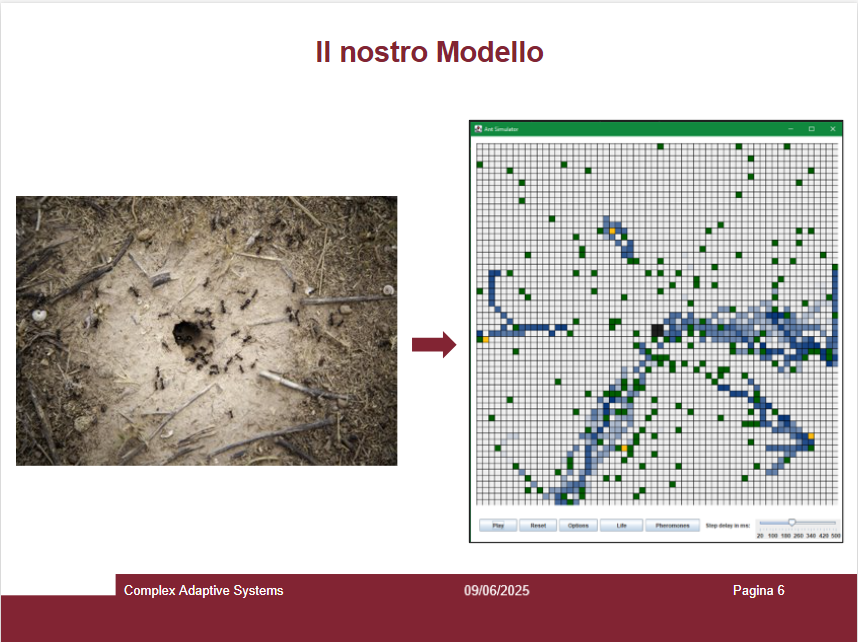 Il nostro Modello
Ant Simulator
Play Reset Options Life Pheromones Step delay in ms:
20 100 180 260 340 420 500
Complex Adaptive Systems 09/06/2025 Pagina 6